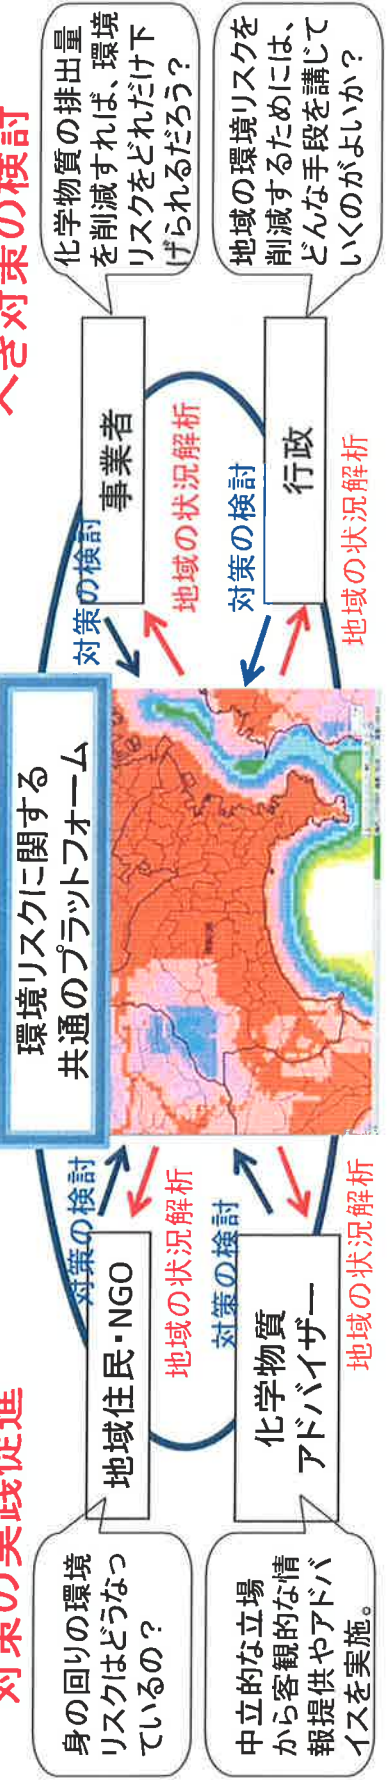 対策の実践促進
べき対策の検討
環境リスクに関する
共通のプラットフォーム
身の回りの環境
リスクはどうなっ
ているの？
地域住民・NGO
対策の検討
地域の状況解析
対策の検討
事業者
地域の状況解析
化学物質の排出量
を削減すれば、環境
リスクをどれだけ下
げられるだろう？
中立的な立場
から客観的な情
報提供やアドバ
イスを実施。
化学物質
アドバイザー
対策の検討
地域の状況解析
対策の検討
行政
地域の状況解析
地域の環境リスクを
削減するためには、
どんな手段を講じて
いくのがよいか？